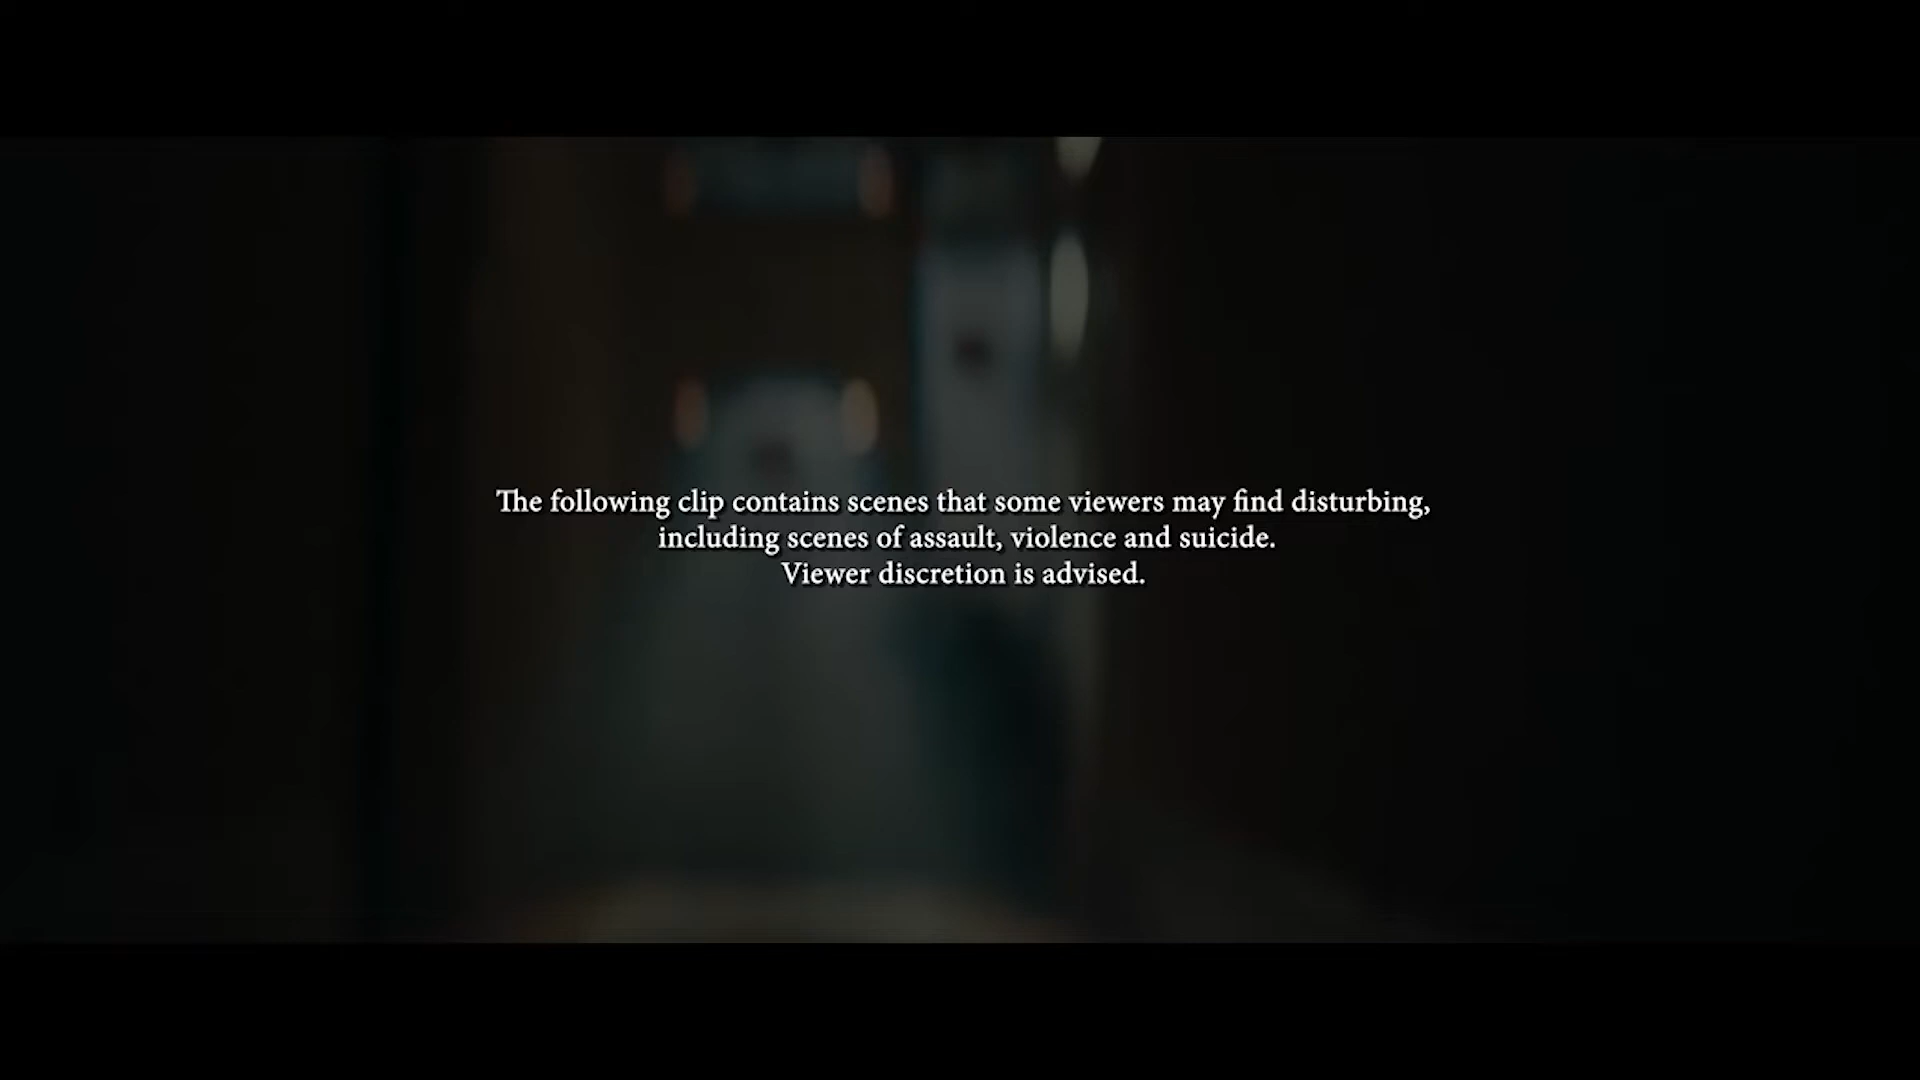 The following clip contains scenes that some viewers may find disturbing,
including scenes of assault, violence and suicide.
Viewer discretion is advised.